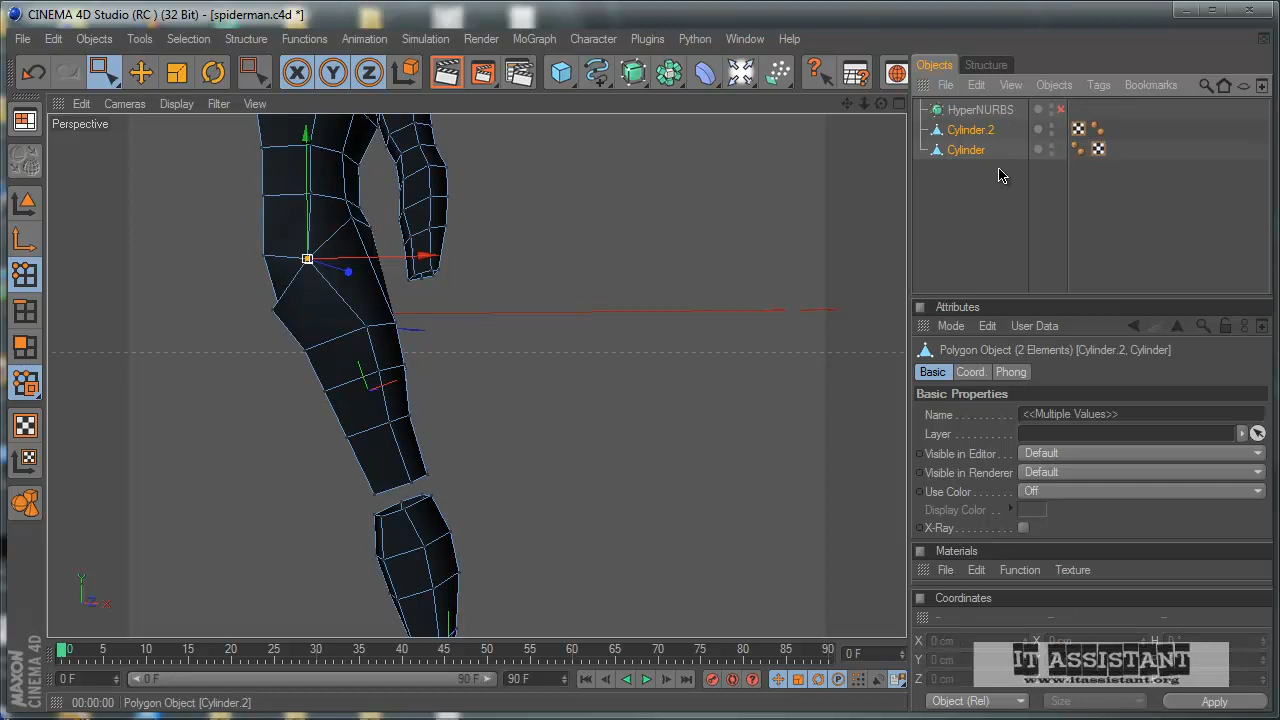 CINEMA 4D Studio (RC ) (32 Bit) - [spiderman.c4d *]
File Edit Objects Tools Selection Structure Functions Animation Simulation Render MoGraph Character Plugins Python Window Help
Edit Cameras Display Filter View
Perspective
Objects Structure
File Edit View Objects Tags Bookmarks
HyperNURBS
Cylinder.2
Cylinder
Attributes
Mode Edit User Data
Polygon Object (2 Elements) [Cylinder.2, Cylinder]
Basic Coord. Phong
Basic Properties
Name <<Multiple Values>>
Layer
Visible in Editor Default
Visible in Renderer Default
Use Color Off
Display Color
X-Ray
Materials
File Edit Function Texture
Coordinates
X 0 cm X 0 cm H 0 °
Y 0 cm
Z 0 cm
IT ASSISTANT
www.itassistant.org
Object (Rel) Size Apply
Y
Z X
0 5 10 15 20 25 30 35 40 45 50 55 60 65 70 75 80 85 90 0 F
0 F 0 F 90 F 90 F
00:00:00 Polygon Object [Cylinder.2]
MAXON
CINEMA 4D